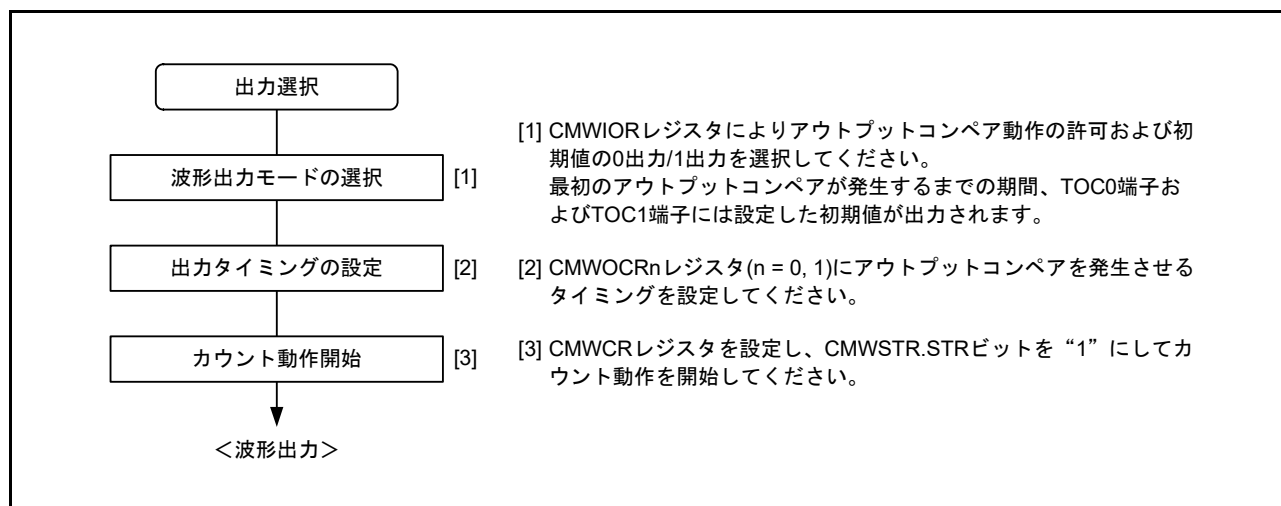 出力選択
波形出力モードの選択 [1]
出力タイミングの設定 [2]
カウント動作開始 [3]
＜波形出力＞
[1] CMWIORレジスタによりアウトプットコンペア動作の許可および初
期値の0出力/1出力を選択してください。
最初のアウトプットコンペアが発生するまでの期間、TOC0端子お
よびTOC1端子には設定した初期値が出力されます。
[2] CMWOCRnレジスタ(n = 0, 1)にアウトプットコンペアを発生させる
タイミングを設定してください。
[3] CMWCRレジスタを設定し、CMWSTR.STRビットを“1”にしてカ
ウント動作を開始してください。